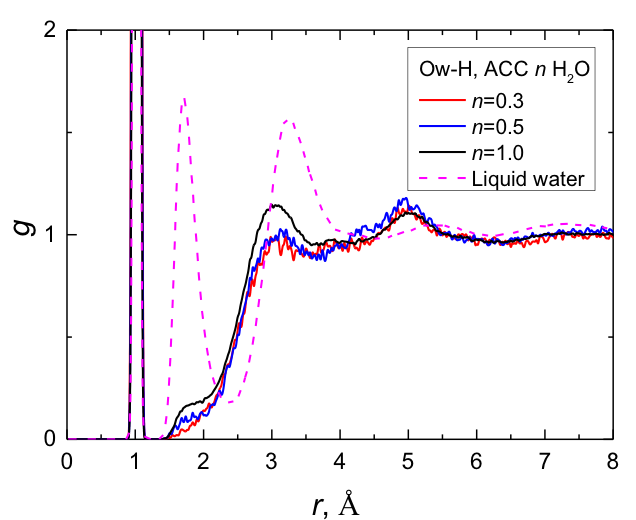 2
1
0
g
0
1
2
3
4
5
6
7
8
r, Å
Ow-H, ACC n H₂O
n=0.3
n=0.5
n=1.0
Liquid water